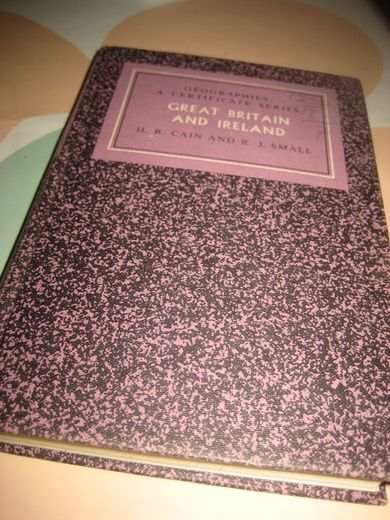 GEOGRAPHIES
A CERTIFICATE SERIES
GREAT BRITAIN
AND IRELAND
H. R. CAIN AND R. J. SMALL